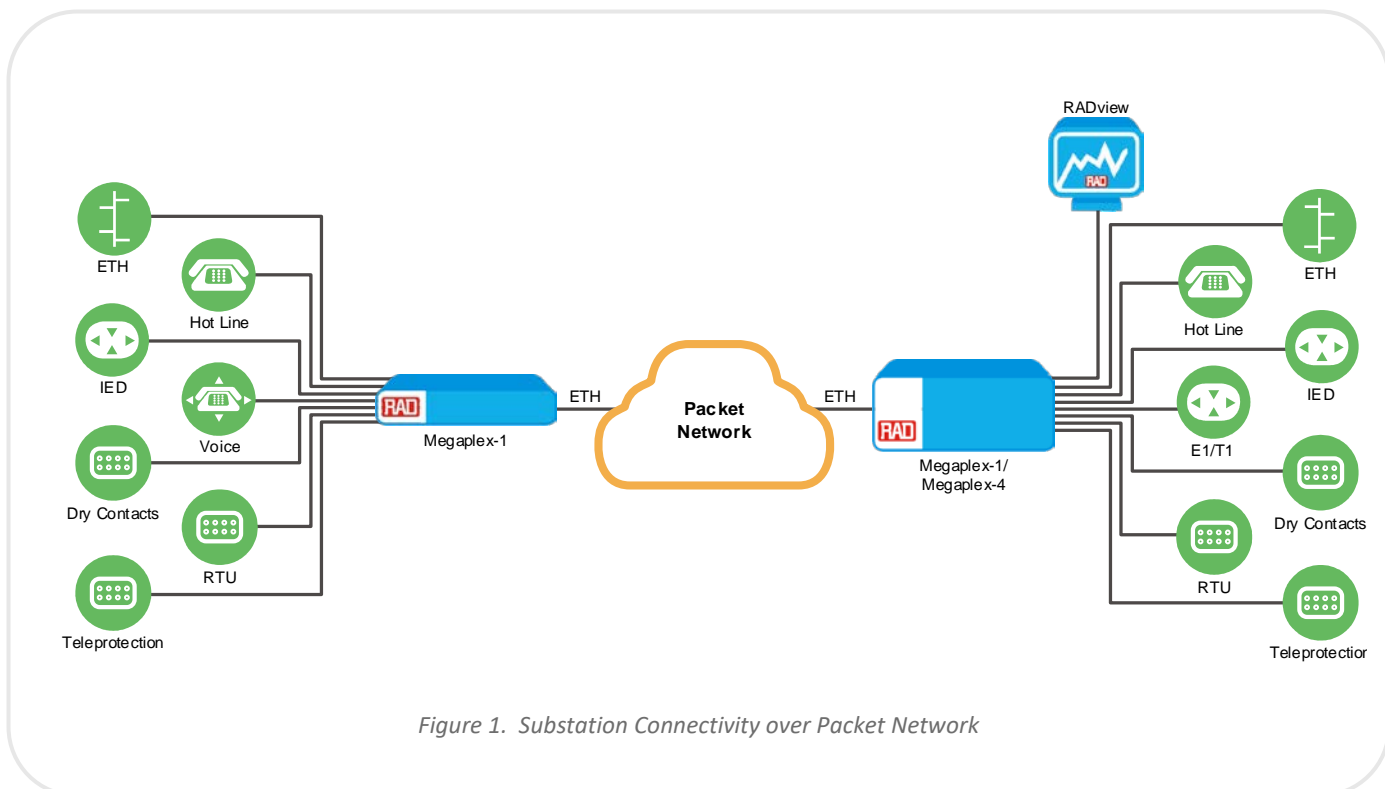 RADview
RAD
ETH
Hot Line
IED
Voice
Dry Contacts
RTU
Teleprotection
RAD
Megaplex-1
ETH
Packet
Network
ETH
RAD
Megaplex-1/
Megaplex-4
ETH
Hot Line
IED
E1/T1
Dry Contacts
RTU
Teleprotectior
Figure 1. Substation Connectivity over Packet Network